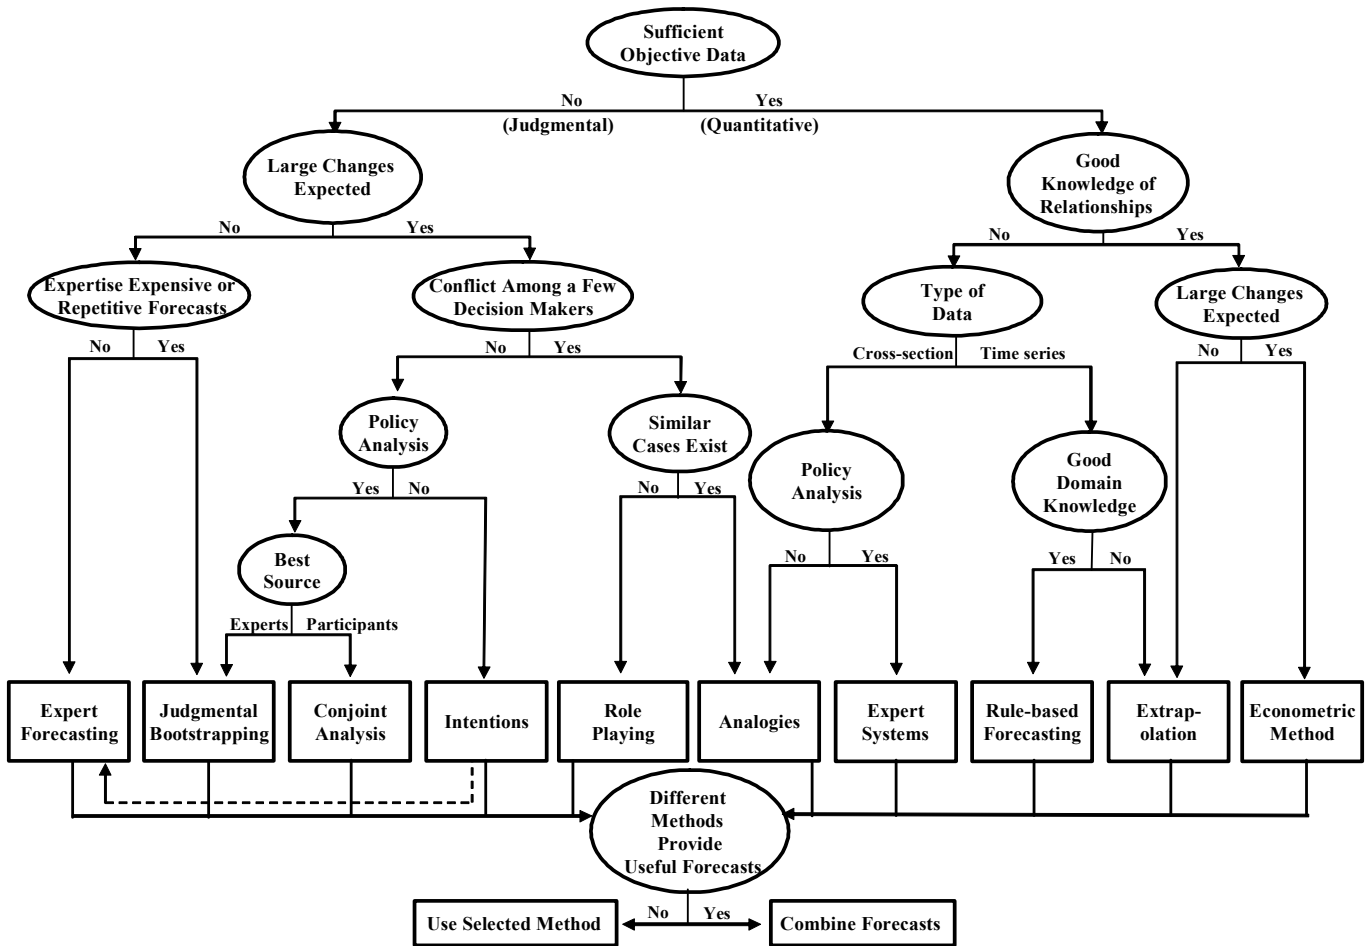 Sufficient
Objective Data
No
Yes
(Judgmental)
(Quantitative)
Large Changes
Expected
Good
Knowledge of
Relationships
No
Yes
No
Yes
Expertise Expensive or
Repetitive Forecasts
Conflict Among a Few
Decision Makers
Type of
Data
Large Changes
Expected
No
Yes
No
Yes
Cross-section
Time series
No
Yes
Policy
Analysis
Similar
Cases Exist
Policy
Analysis
Good
Domain
Knowledge
Yes
No
No
Yes
No
Yes
Yes
No
Best
Source
Experts
Participants
Expert
Forecasting
Judgmental
Bootstrapping
Conjoint
Analysis
Intentions
Role
Playing
Analogies
Expert
Systems
Rule-based
Forecasting
Extrap-
olation
Econometric
Method
Different
Methods
Provide
Useful Forecasts
No
Yes
Use Selected Method
Combine Forecasts